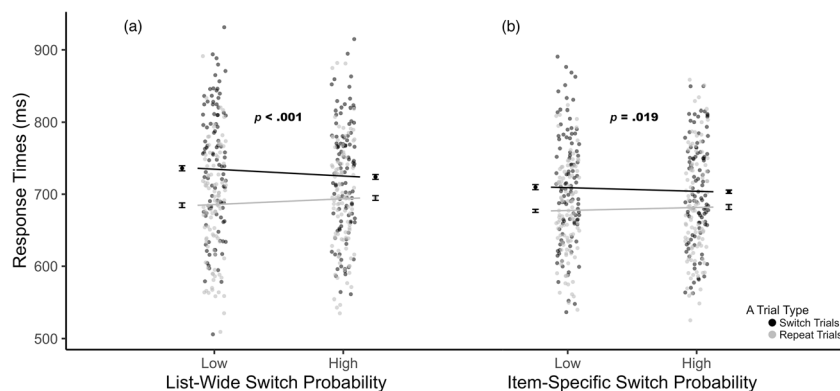 (a)
(b)
900
800
700
600
500
Response Times (ms)
p < .001
p = .019
Low
High
Low
High
List-Wide Switch Probability
Item-Specific Switch Probability
A Trial Type
Switch Trials
Repeat Trials